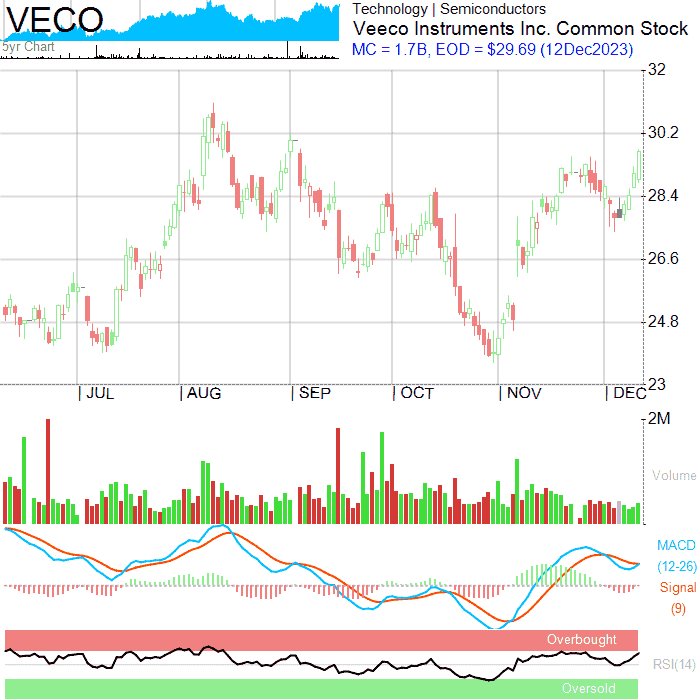 VECO
5yr Chart
Technology | Semiconductors
Veeco Instruments Inc. Common Stock
MC = 1.7B, EOD = $29.69 (12Dec2023)
32
30.2
28.4
26.6
24.8
23
JUL AUG SEP OCT NOV DEC
2M
Volume
MACD
(12-26)
Signal
(9)
Overbought
RSI(14)
Oversold